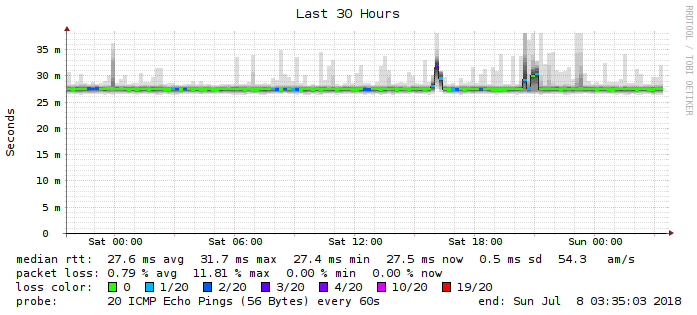 Last 30 Hours
RRDTOOL / TOBI OETIKER
Seconds
35 m
30 m
25 m
20 m
15 m
10 m
5 m
0
Sat 00:00 Sat 06:00 Sat 12:00 Sat 18:00 Sun 00:00
median rtt: 27.6 ms avg 31.7 ms max 27.4 ms min 27.5 ms now 0.5 ms sd 54.3 am/s
packet loss: 0.79 % avg 11.81 % max 0.00 % min 0.00 % now
loss color: 0 1/20 2/20 3/20 4/20 10/20 19/20
probe: 20 ICMP Echo Pings (56 Bytes) every 60s end: Sun Jul 8 03:35:03 2018